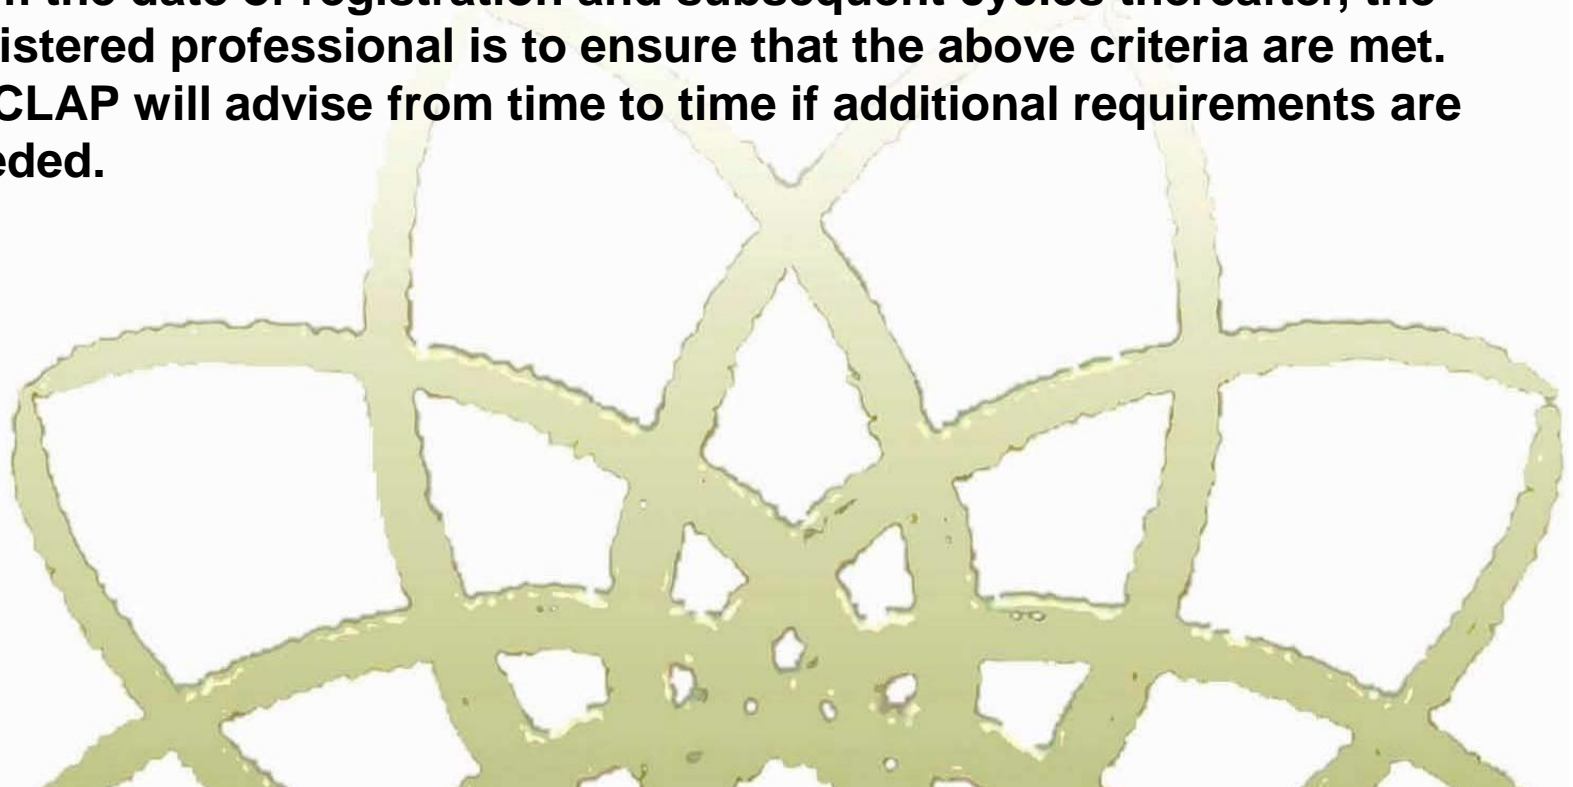 the date of registration and subsequent cycles thereafter, the
istered professional is to ensure that the above criteria are met.
CLAP will advise from time to time if additional requirements are
eded.